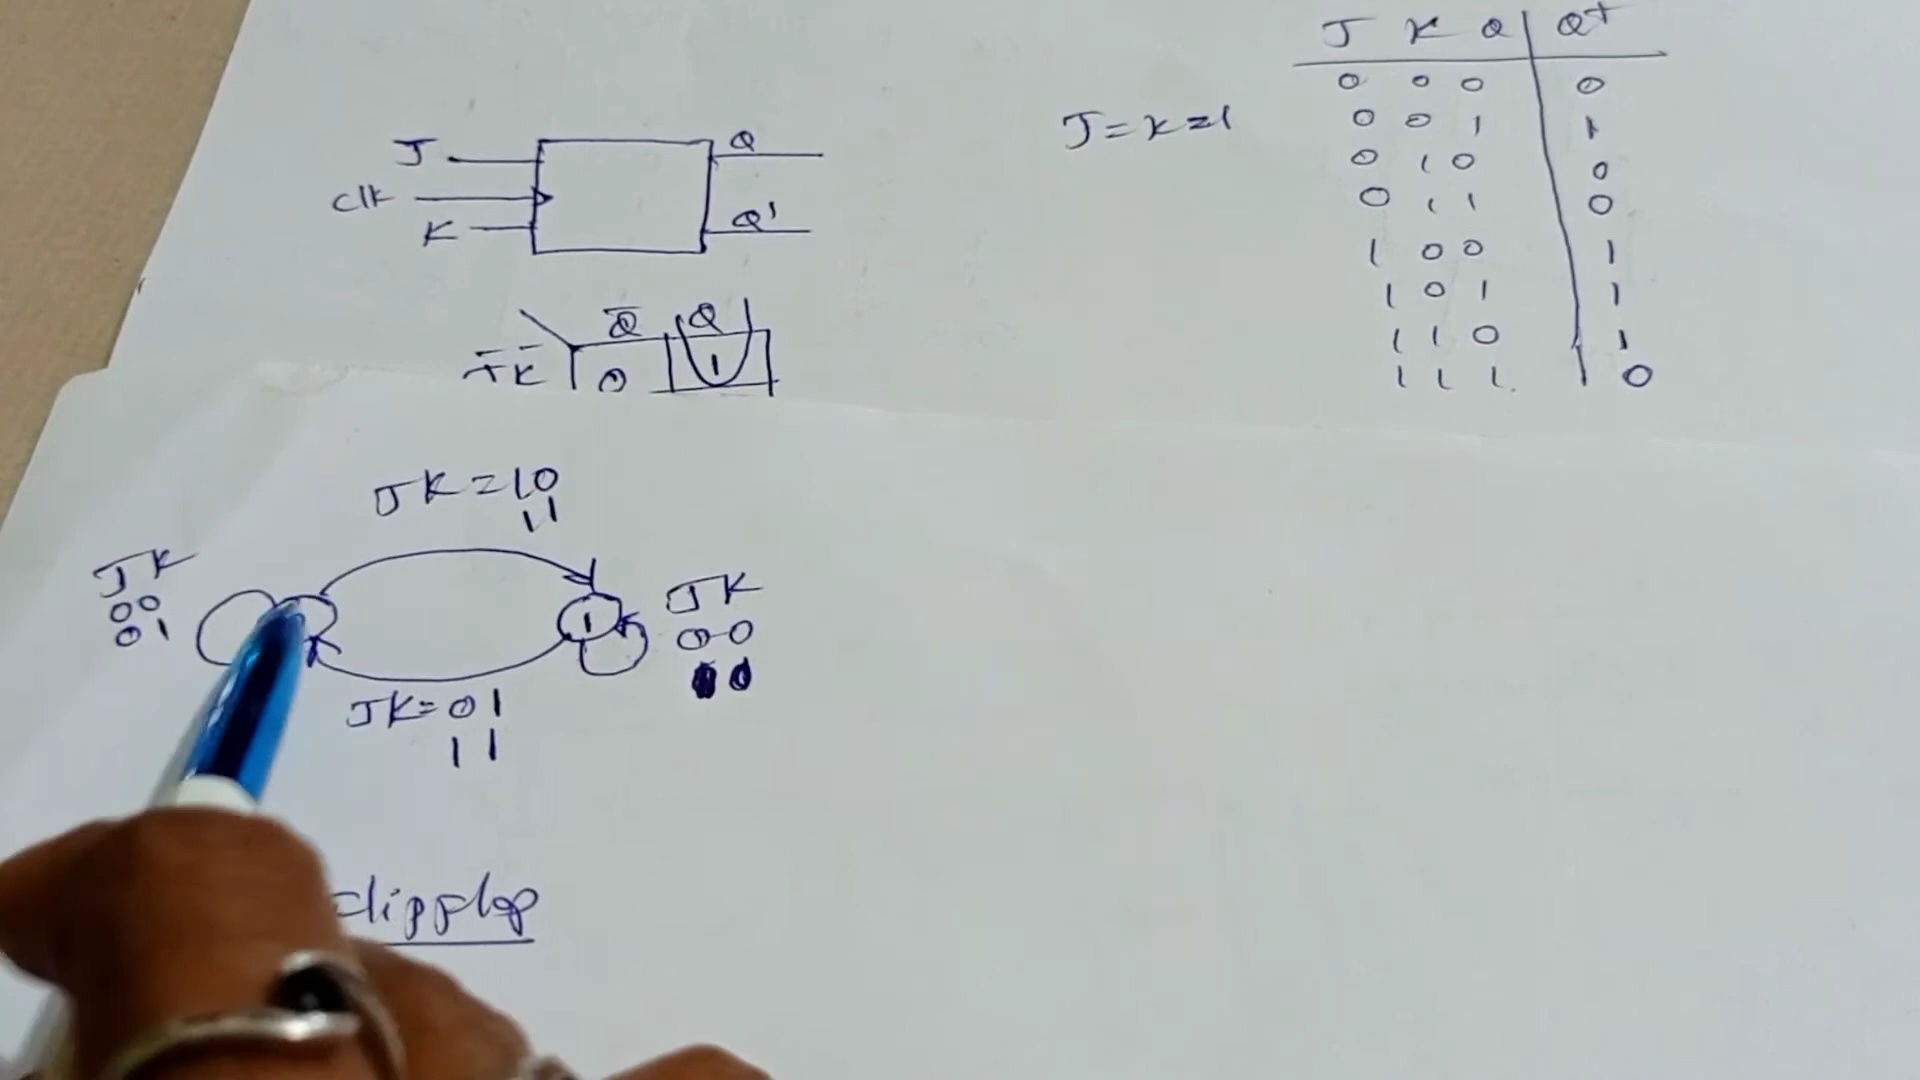 J K Q Q+
0 0 0 0
0 0 1 1
0 1 0 0
0 1 1 0
1 0 0 1
1 0 1 1
1 1 0 1
1 1 1 0
J=K=1
J Q
clk
K Q'
Q̅ Q
J̅ K̅ 0 1
JK=10
11
JK
00
01
1
JK
00
10
JK=01
11
flipflop